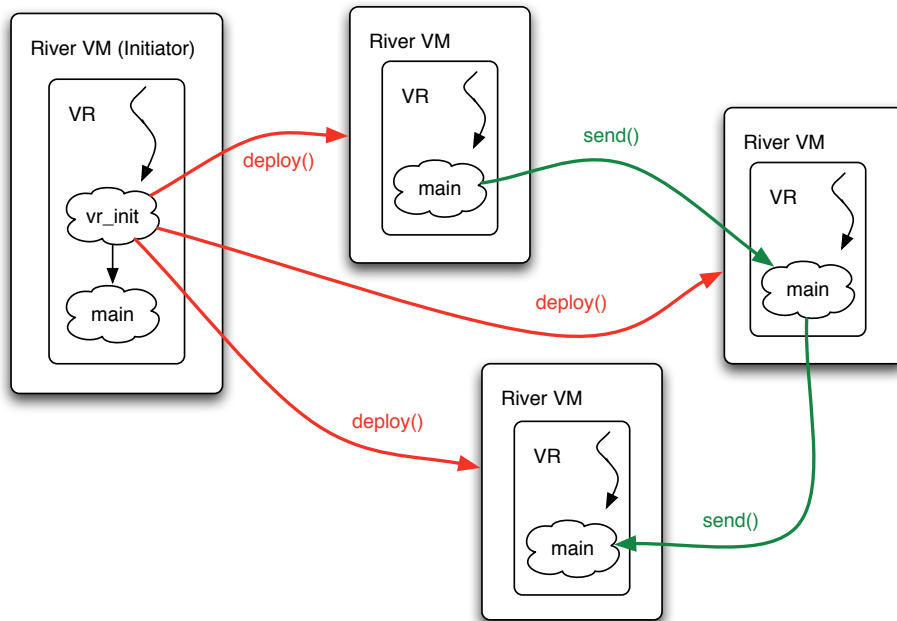 River VM (Initiator)
VR
vr_init
main
deploy()
River VM
VR
main
send()
River VM
VR
main
deploy()
deploy()
River VM
VR
main
send()